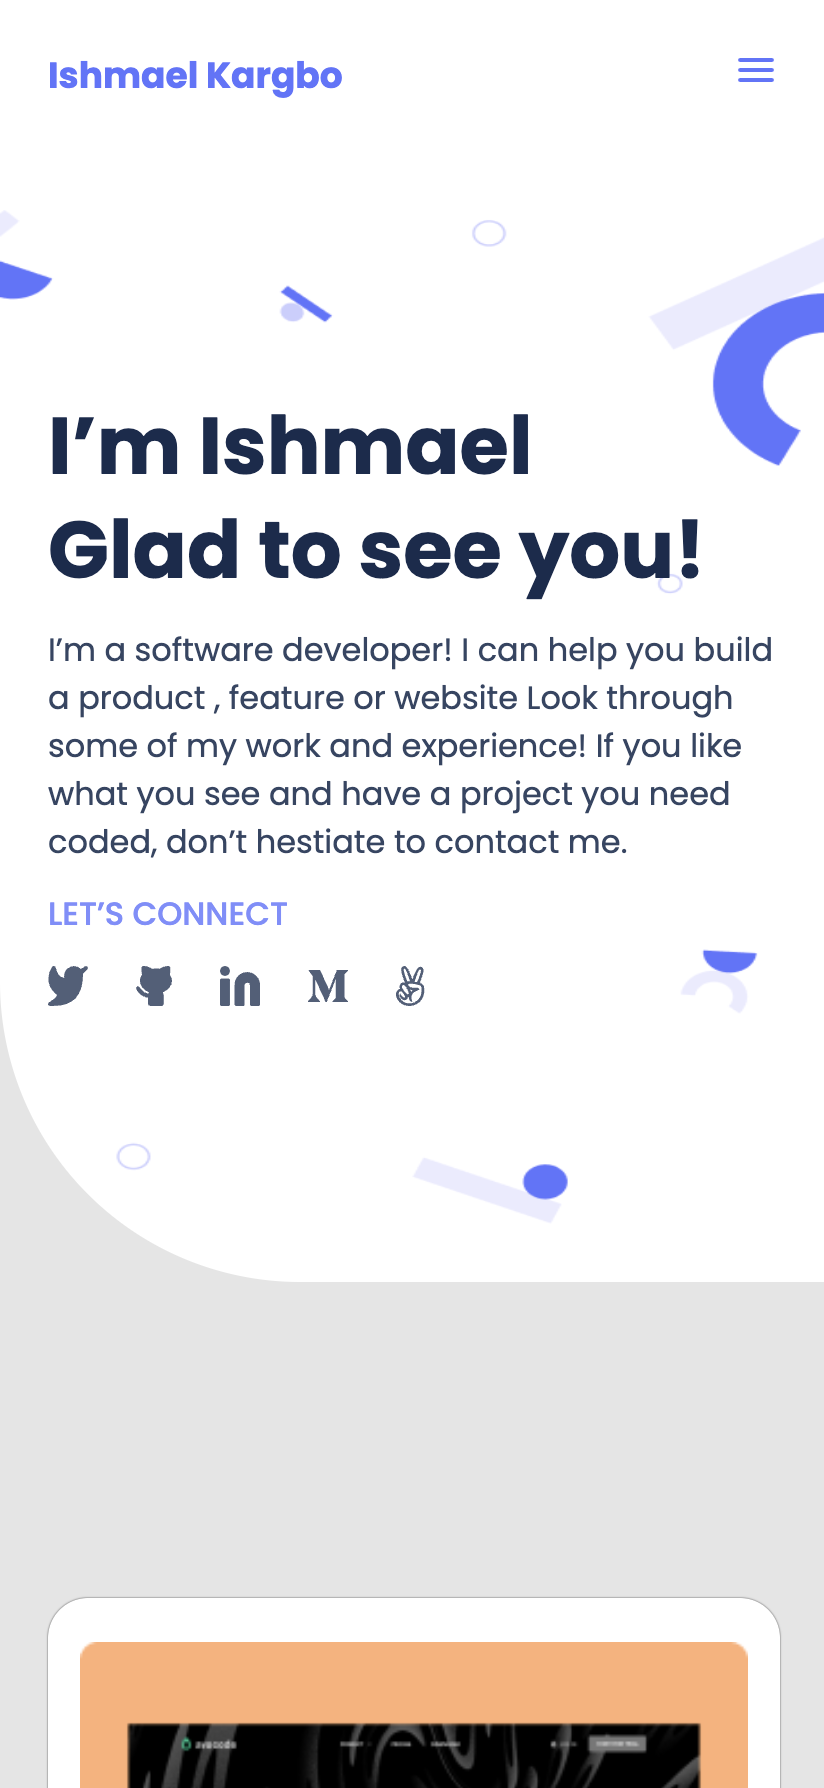 Ishmael Kargbo
I’m Ishmael
Glad to see you!
I’m a software developer! I can help you build
a product , feature or website Look through
some of my work and experience! If you like
what you see and have a project you need
coded, don’t hestiate to contact me.
LET’S CONNECT
avocode